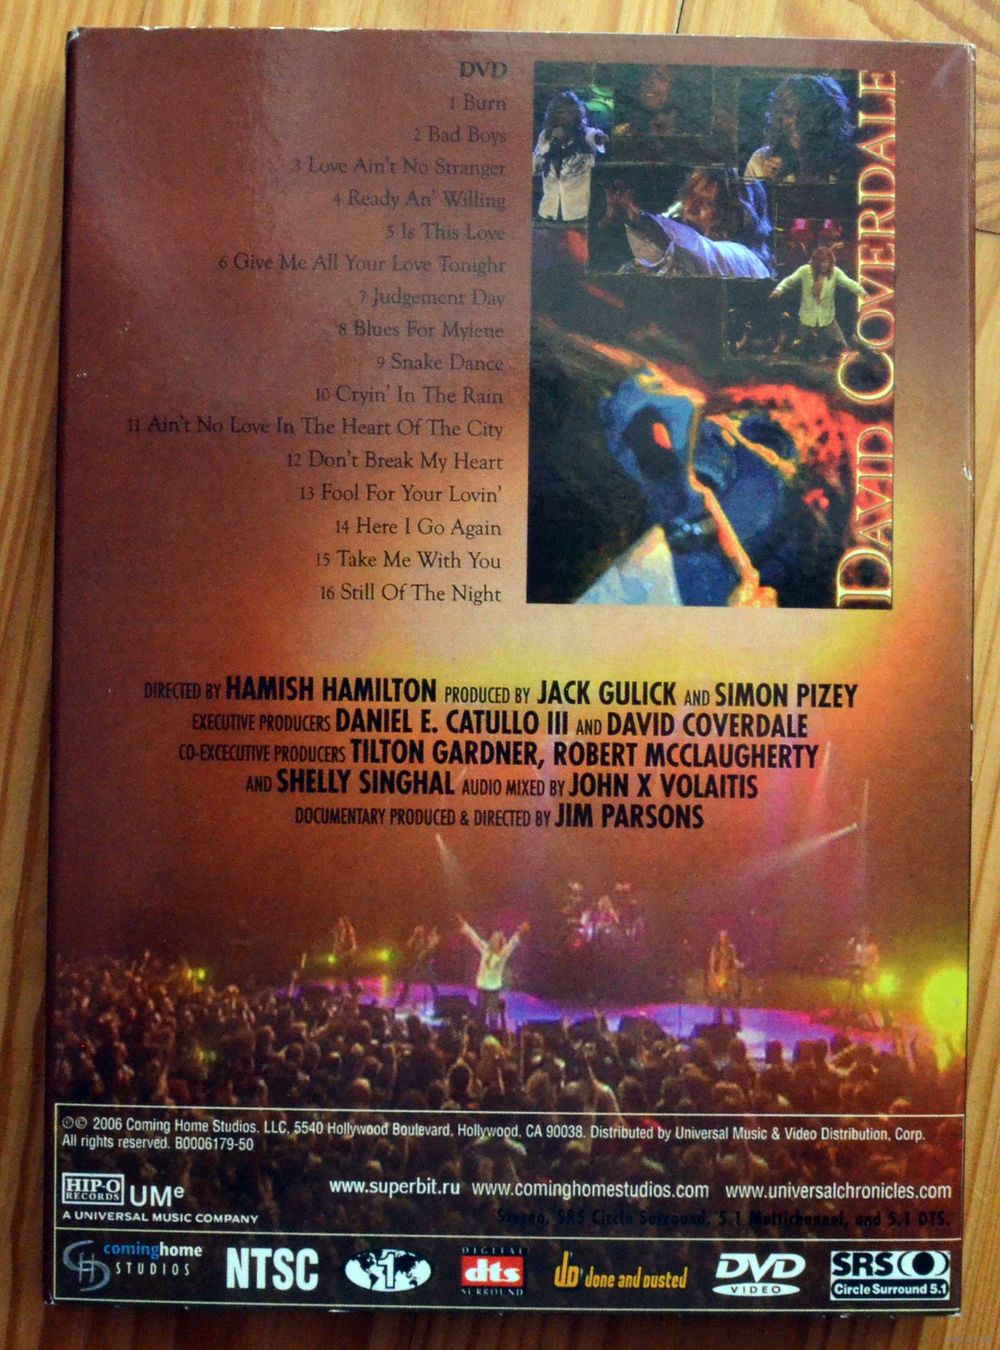 DVD
1 Burn
2 Bad Boys
3 Love Ain't No Stranger
4 Ready An' Willing
5 Is This Love
6 Give Me All Your Love Tonight
7 Judgement Day
8 Blues For Mylene
9 Snake Dance
10 Cryin' In The Rain
11 Ain't No Love In The Heart Of The City
12 Don't Break My Heart
13 Fool For Your Lovin'
14 Here I Go Again
15 Take Me With You
16 Still Of The Night
DAVID COVERDALE
DIRECTED BY HAMISH HAMILTON PRODUCED BY JACK GULICK AND SIMON PIZEY
EXECUTIVE PRODUCERS DANIEL E. CATULLO III AND DAVID COVERDALE
CO-EXCECUTIVE PRODUCERS TILTON GARDNER, ROBERT MCCLAUGHERTY
AND SHELLY SINGHAL AUDIO MIXED BY JOHN X VOLAITIS
DOCUMENTARY PRODUCED & DIRECTED BY JIM PARSONS
℗© 2006 Coming Home Studios. LLC, 5540 Hollywood Boulevard, Hollywood, CA 90038. Distributed by Universal Music & Video Distribution, Corp.
All rights reserved. B0006179-50
HIP-O
RECORDS
UMe
A UNIVERSAL MUSIC COMPANY
www.superbit.ru www.cominghomestudios.com www.universalchronicles.com
Stereo, SRS Circle Surround, 5.1 Multichannel, and 5.1 DTS.
cominghome
STUDIOS
NTSC
1
DIGITAL
dts
SURROUND
done and dusted
DVD
VIDEO
SRS
Circle Surround 5.1